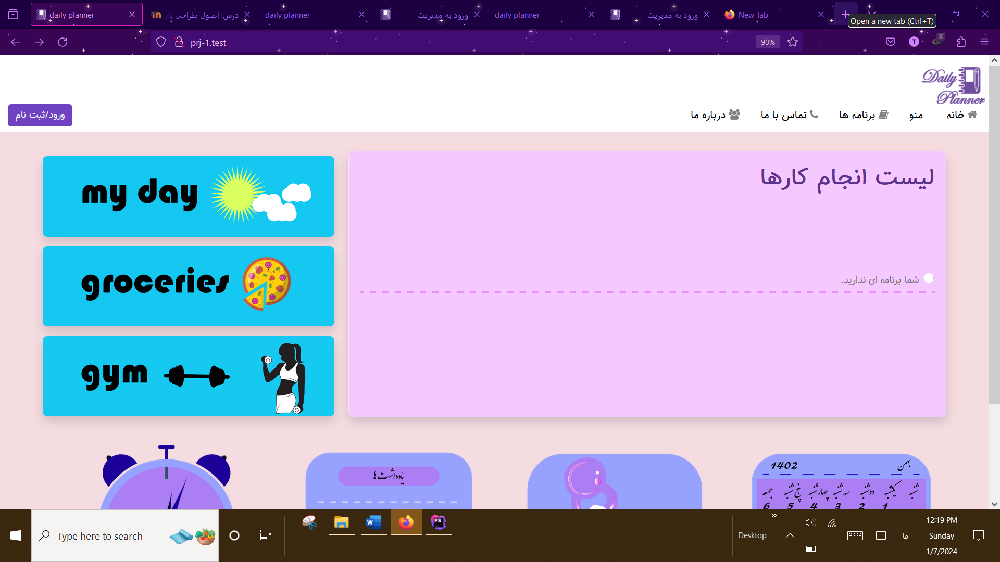 daily planner
درس: اصول طراحی پا
daily planner
ورود به مدیریت
daily planner
ورود به مدیریت
New Tab
Open a new tab (Ctrl+T)
prj-1.test
90%
T
X
Daily
Planner
خانه
منو
برنامه ها
تماس با ما
درباره ما
ورود/ثبت نام
my day
groceries
gym
لیست انجام کارها
شما برنامه ای ندارید.
یادداشت ها
بهمن 1402
شنبه یکشنبه دوشنبه سه شنبه چهارشنبه پنج شنبه جمعه
1 2 3 4 5 6
Type here to search
W
PS
Desktop
فا
12:19 PM
Sunday
1/7/2024